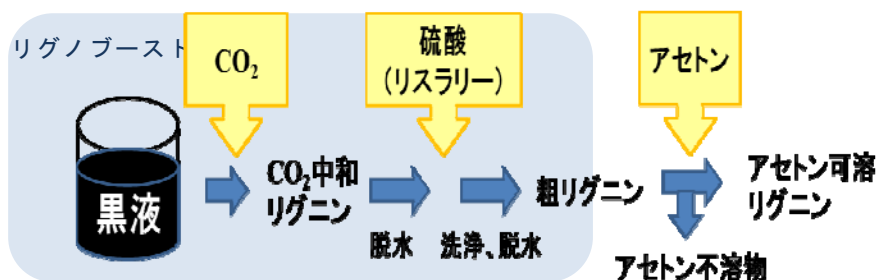 リグノブースト
CO₂
硫酸
（リスラリー）
アセトン
黒液
CO₂中和
リグニン
脱水
洗浄、脱水
粗リグニン
アセトン可溶
リグニン
アセトン不溶物